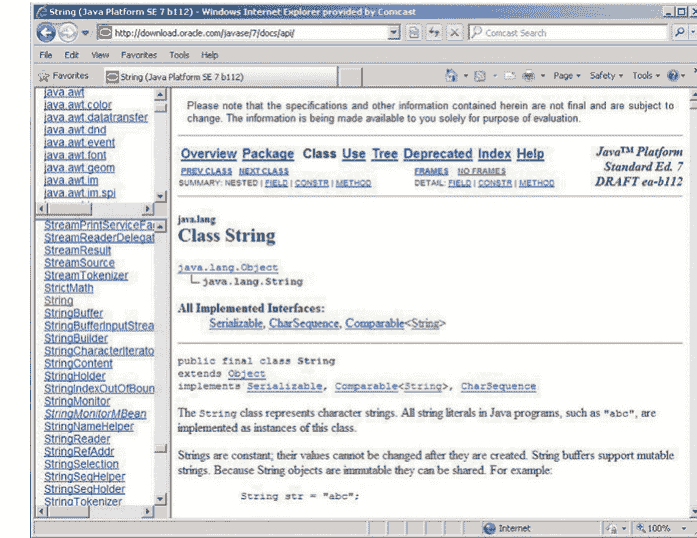 String (Java Platform SE 7 b112) - Windows Internet Explorer provided by Comcast
http://download.oracle.com/javase/7/docs/api/
Comcast Search
File Edit View Favorites Tools Help
Favorites String (Java Platform SE 7 b112) Page Safety Tools
java.awt
java.awt.color
java.awt.datatransfer
java.awt.dnd
java.awt.event
java.awt.font
java.awt.geom
java.awt.im
java.awt.im.spi
StreamPrintServiceFa
StreamReaderDelegat
StreamResult
StreamSource
StreamTokenizer
StrictMath
String
StringBuffer
StringBufferInputStrea
StringBuilder
StringCharacterIterato
StringContent
StringHolder
StringIndexOutOfBoun
StringMonitor
StringMonitorMBean
StringNameHelper
StringReader
StringRefAddr
StringSelection
StringSeqHelper
StringSeqHolder
StringTokenizer
Please note that the specifications and other information contained herein are not final and are subject to
change. The information is being made available to you solely for purpose of evaluation.
Overview Package Class Use Tree Deprecated Index Help
Java™ Platform
Standard Ed. 7
DRAFT ea-b112
PREV CLASS NEXT CLASS FRAMES NO FRAMES
SUMMARY: NESTED | FIELD | CONSTR | METHOD DETAIL: FIELD | CONSTR | METHOD
java.lang
Class String
java.lang.Object
java.lang.String
All Implemented Interfaces:
Serializable, CharSequence, Comparable<String>
public final class String
extends Object
implements Serializable, Comparable<String>, CharSequence
The String class represents character strings. All string literals in Java programs, such as "abc", are
implemented as instances of this class.
Strings are constant; their values cannot be changed after they are created. String buffers support mutable
strings. Because String objects are immutable they can be shared. For example:
String str = "abc";
Internet 100%